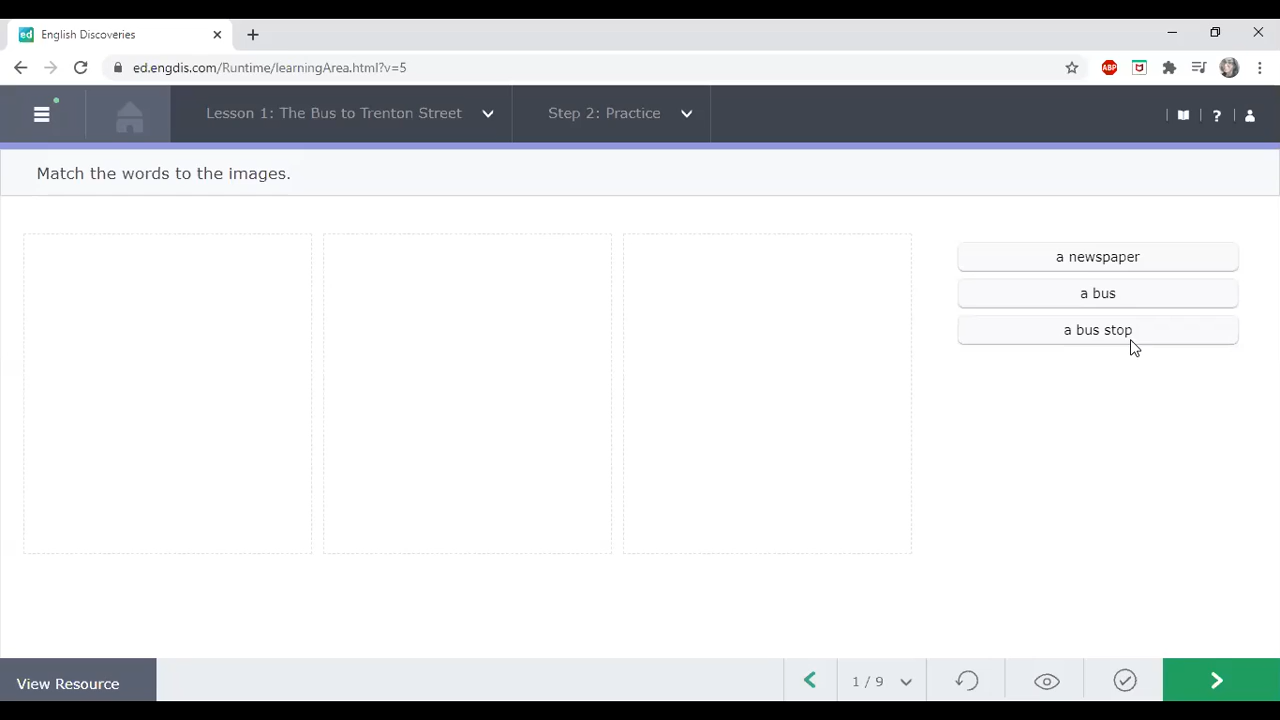 English Discoveries
ed.engdis.com/Runtime/learningArea.html?v=5
ABP
Lesson 1: The Bus to Trenton Street
Step 2: Practice
?
Match the words to the images.
a newspaper
a bus
a bus stop
View Resource
1 / 9